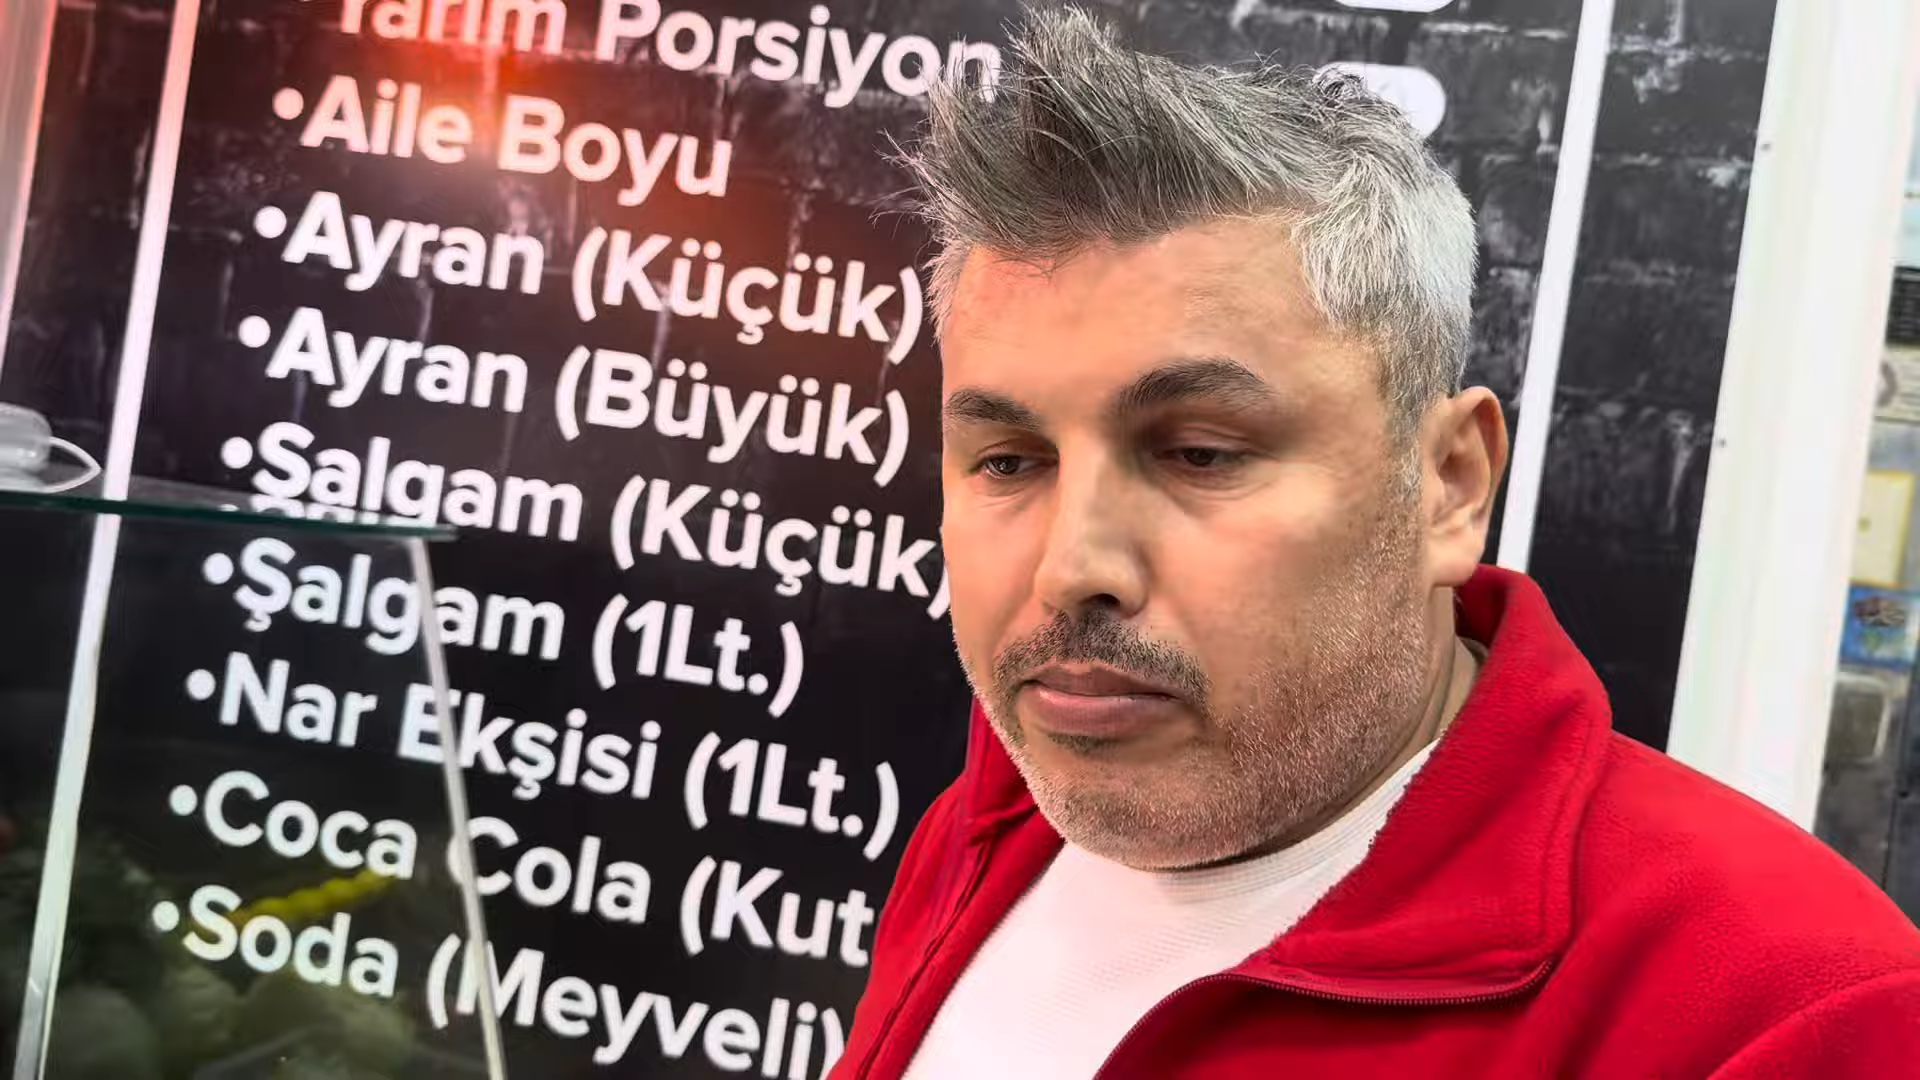 Yarım Porsiyon
•Aile Boyu
•Ayran (Küçük)
•Ayran (Büyük)
•Şalgam (Küçük)
•Şalgam (1Lt.)
•Nar Ekşisi (1Lt.)
•Coca Cola (Kut
•Soda (Meyveli)